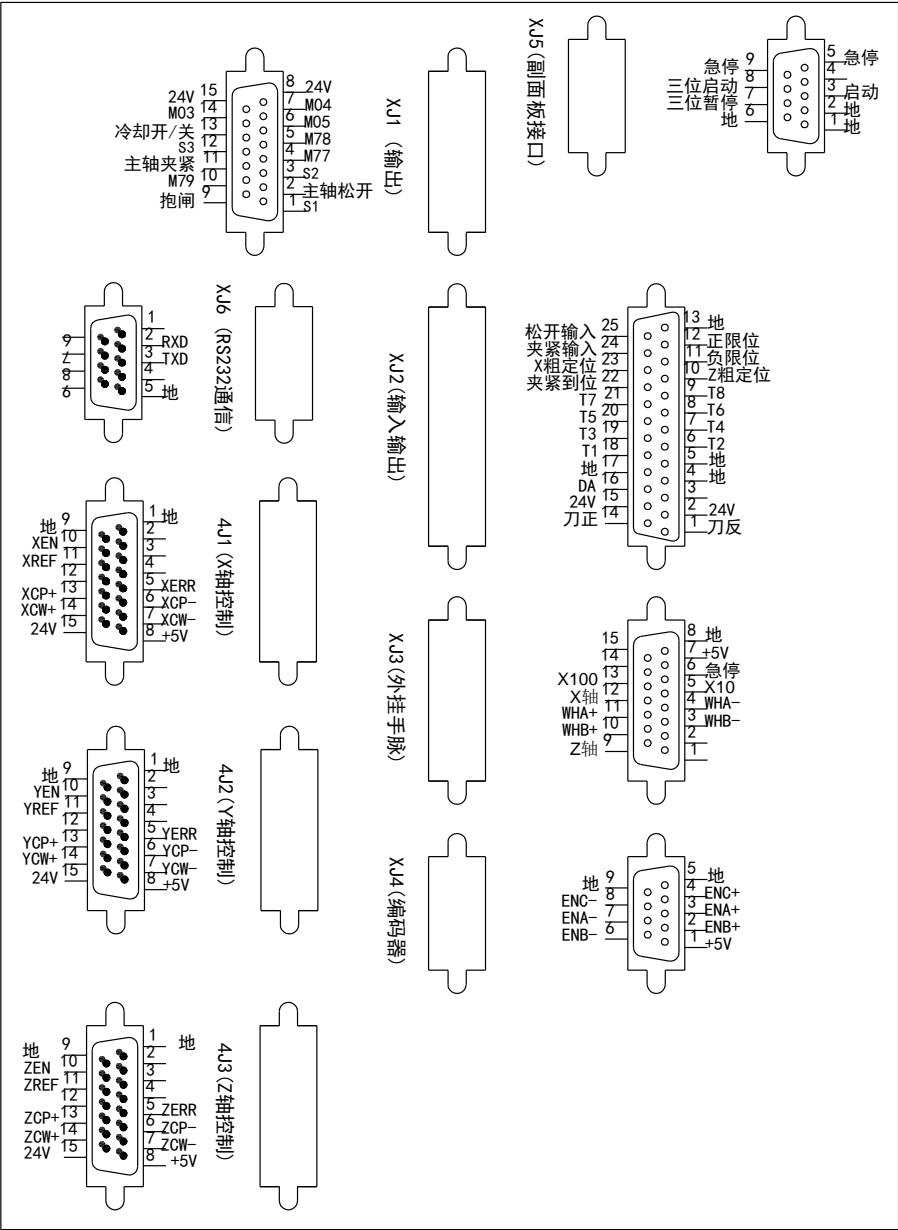 XJ5(副面板接口)
9 急停
8 三位启动
7 三位暂停
6 地
5 急停
4
3 启动
2 地
1 地
XJ1 (输出)
15 24V
14 M03
13 冷却开/关
12 S3
11 主轴夹紧
10 M79
9 抱闸
8 24V
7 M04
6 M05
5 M78
4 M77
3 S2
2 主轴松开
1 S1
XJ6 (RS232通信)
9
7
8
6
1
2 RXD
3 TXD
4
5 地
XJ2(输入输出)
25 松开输入
24 夹紧输入
23 X粗定位
22 夹紧到位
21 T7
20 T5
19 T3
18 T1
17 地
16 DA
15 24V
14 刀正
13 地
12 正限位
11 负限位
10 Z粗定位
9 T8
8 T6
7 T4
6 T2
5 地
4 地
3
2 24V
1 刀反
4J1(X轴控制)
9 地
10 XEN
11 XREF
12
13 XCP+
14 XCW+
15 24V
1 地
2
3
4
5 XERR
6 XCP-
7 XCW-
8 +5V
XJ3(外挂手脉)
15
14
13 X100
12 X轴
11 WHA+
10 WHB+
9 Z轴
8 地
7 +5V
6 急停
5 X10
4 WHA-
3 WHB-
2
1
4J2(Y轴控制)
9 地
10 YEN
11 YREF
12
13 YCP+
14 YCW+
15 24V
1 地
2
3
4
5 YERR
6 YCP-
7 YCW-
8 +5V
XJ4(编码器)
9 地
8 ENC-
7 ENA-
6 ENB-
5 地
4 ENC+
3 ENA+
2 ENB+
1 +5V
4J3(Z轴控制)
9 地
10 ZEN
11 ZREF
12
13 ZCP+
14 ZCW+
15 24V
1 地
2
3
4
5 ZERR
6 ZCP-
7 ZCW-
8 +5V